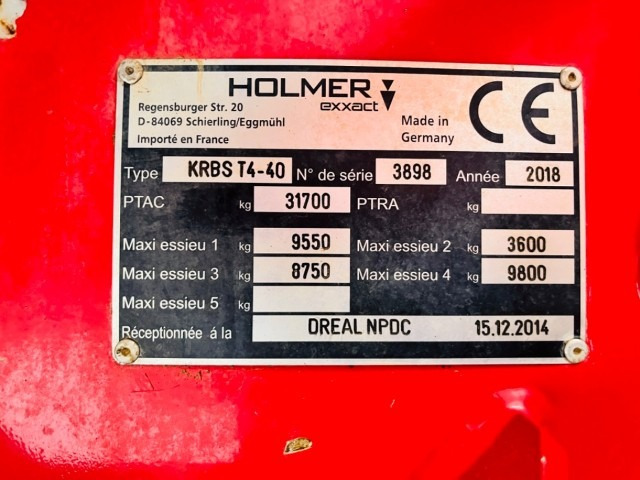 HOLMER
exxact
Regensburger Str. 20
D-84069 Schierling/Eggmühl
Importé en France
Made in
Germany
CE
Type KRBS T4-40 N° de série 3898 Année 2018
PTAC kg 31700 PTRA kg
Maxi essieu 1 kg 9550 Maxi essieu 2 kg 3600
Maxi essieu 3 kg 8750 Maxi essieu 4 kg 9800
Maxi essieu 5 kg
Réceptionnée á la DREAL NPDC 15.12.2014